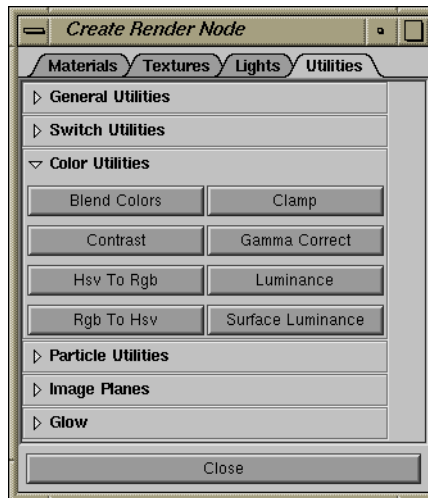 Create Render Node
Materials Textures Lights Utilities
General Utilities
Switch Utilities
Color Utilities
Blend Colors Clamp
Contrast Gamma Correct
Hsv To Rgb Luminance
Rgb To Hsv Surface Luminance
Particle Utilities
Image Planes
Glow
Close